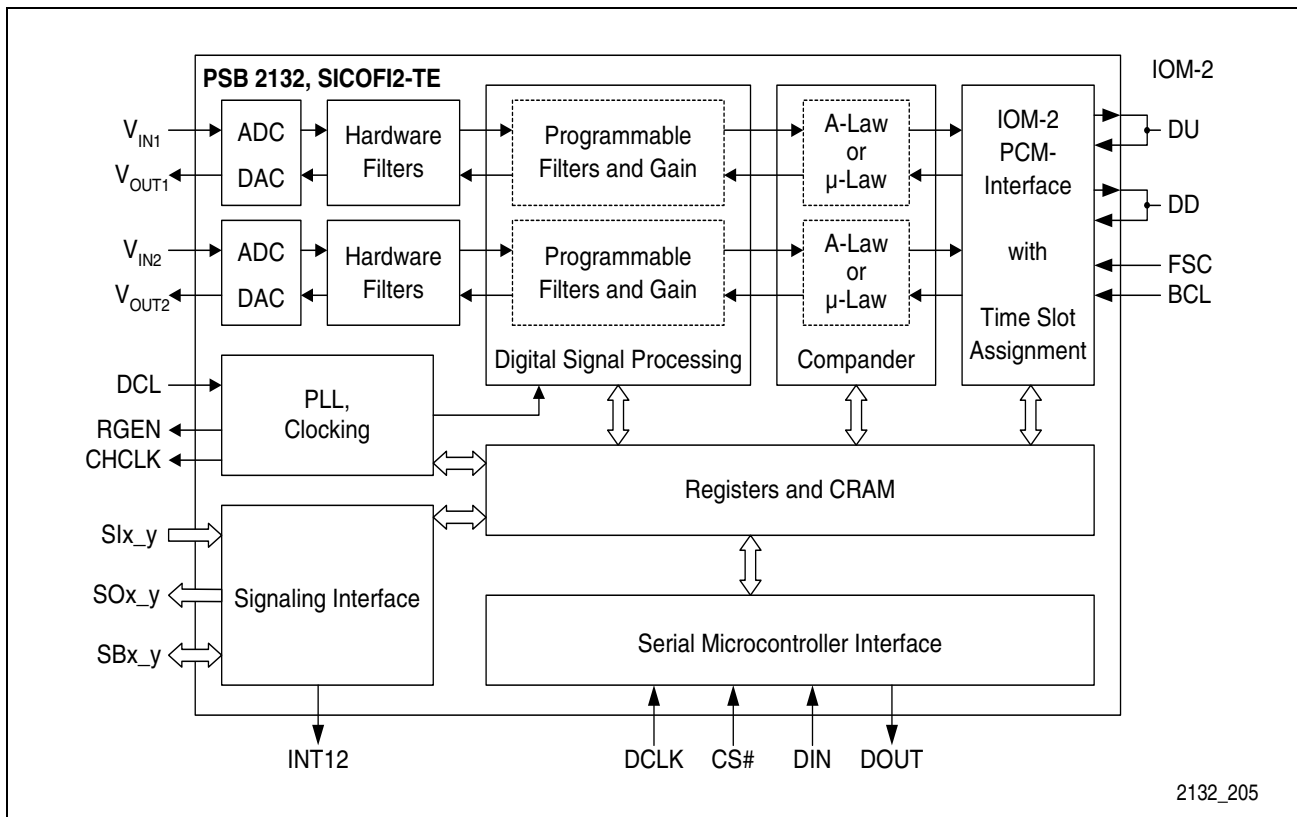 PSB 2132, SICOFI2-TE
IOM-2
V_IN1
V_OUT1
ADC
DAC
Hardware
Filters
Programmable
Filters and Gain
A-Law
or
µ-Law
IOM-2
PCM-
Interface
with
Time Slot
Assignment
DU
DD
FSC
BCL
V_IN2
V_OUT2
ADC
DAC
Hardware
Filters
Programmable
Filters and Gain
A-Law
or
µ-Law
Digital Signal Processing
Compander
DCL
RGEN
CHCLK
PLL,
Clocking
Registers and CRAM
SIx_y
SOx_y
SBx_y
Signaling Interface
Serial Microcontroller Interface
INT12
DCLK
CS#
DIN
DOUT
2132_205